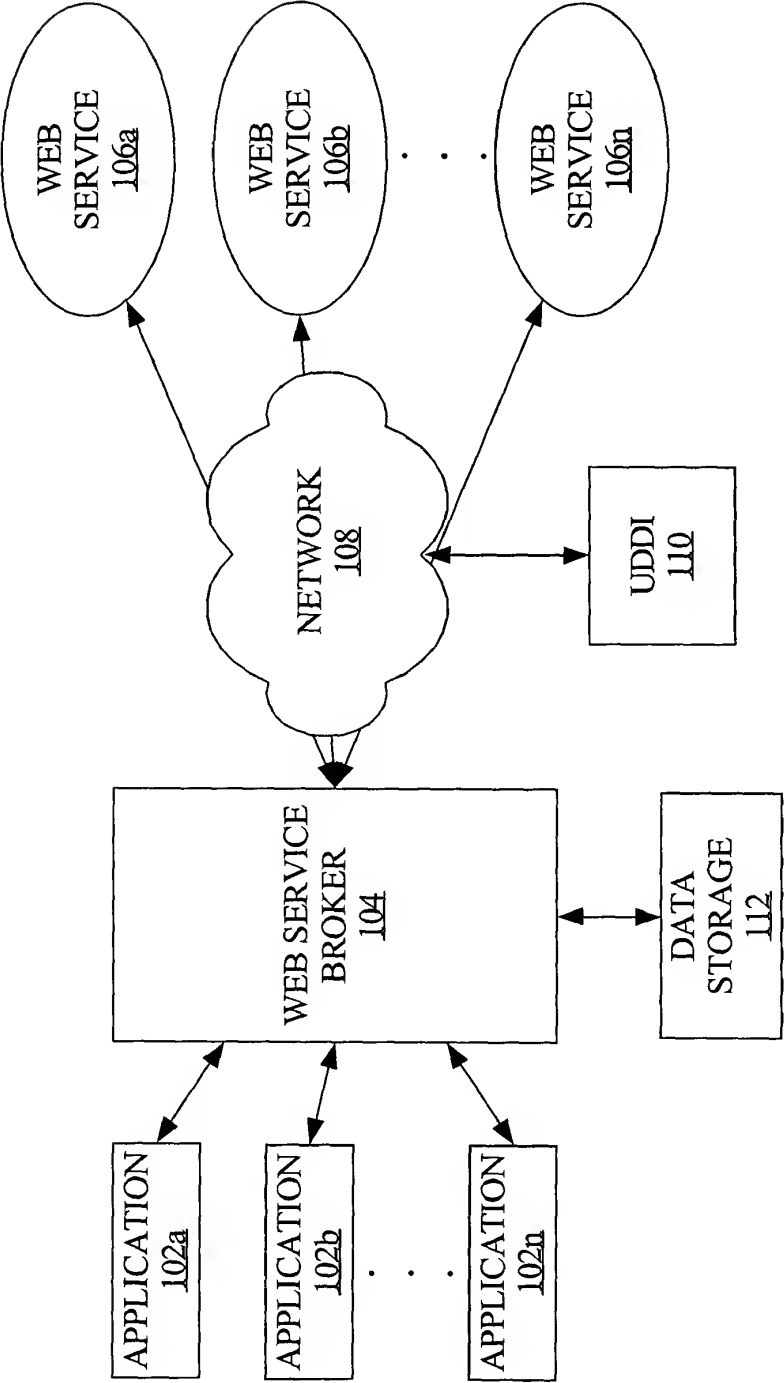 APPLICATION
102a
APPLICATION
102b
APPLICATION
102n
WEB SERVICE
BROKER
104
DATA
STORAGE
112
NETWORK
108
UDDI
110
WEB
SERVICE
106a
WEB
SERVICE
106b
WEB
SERVICE
106n